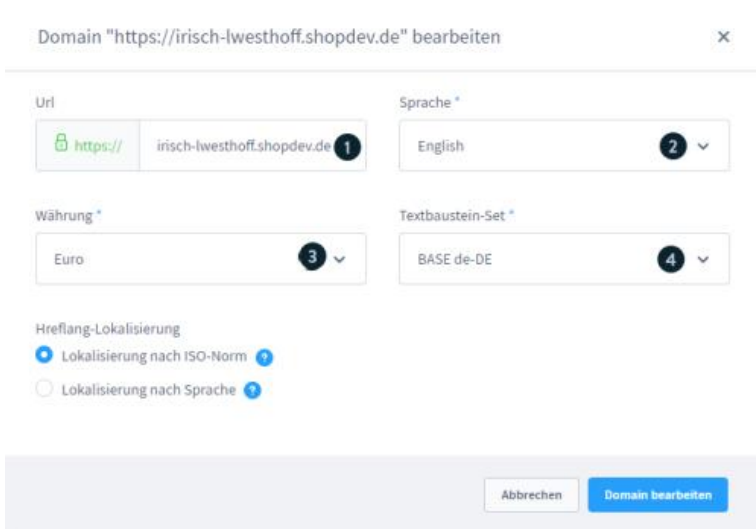 Domain "https://irisch-lwesthoff.shopdev.de" bearbeiten
Url
https:// irisch-lwesthoff.shopdev.de 1
Sprache *
English 2
Währung *
Euro 3
Textbaustein-Set *
BASE de-DE 4
Hreflang-Lokalisierung
Lokalisierung nach ISO-Norm ?
Lokalisierung nach Sprache ?
Abbrechen
Domain bearbeiten